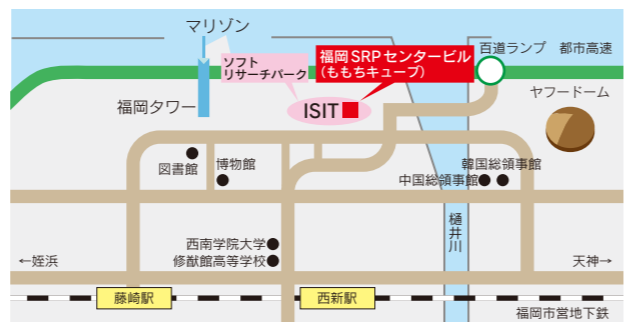 マリゾン
ソフト
リサーチパーク
福岡SRPセンタービル
(ももちキューブ)
百道ランプ
都市高速
福岡タワー
ISIT
ヤフードーム
図書館
博物館
韓国総領事館
中国総領事館
樋井川
西南学院大学
修猷館高等学校
←姪浜
天神→
藤崎駅
西新駅
福岡市営地下鉄